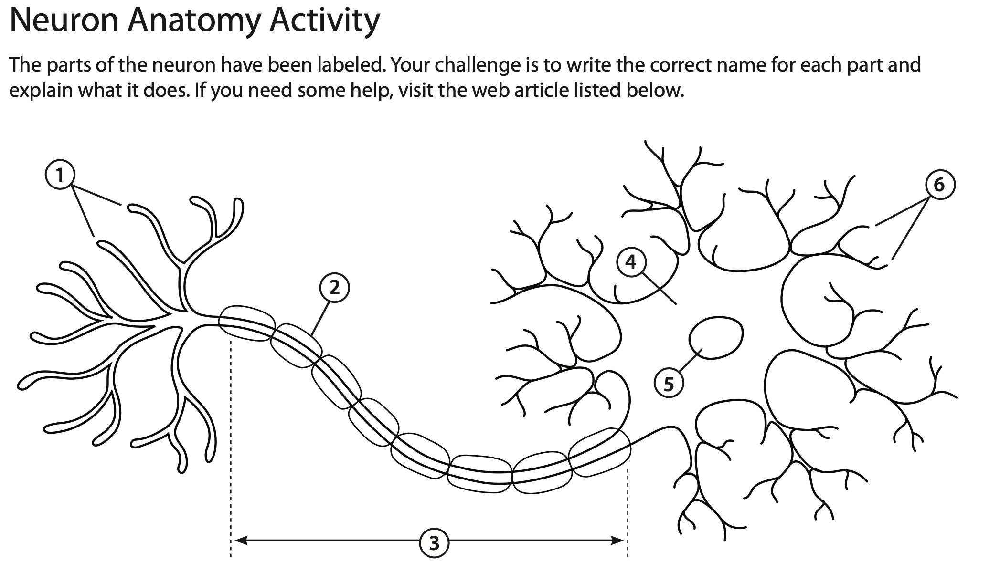 Neuron Anatomy Activity
The parts of the neuron have been labeled. Your challenge is to write the correct name for each part and
explain what it does. If you need some help, visit the web article listed below.
1
6
4
2
5
3